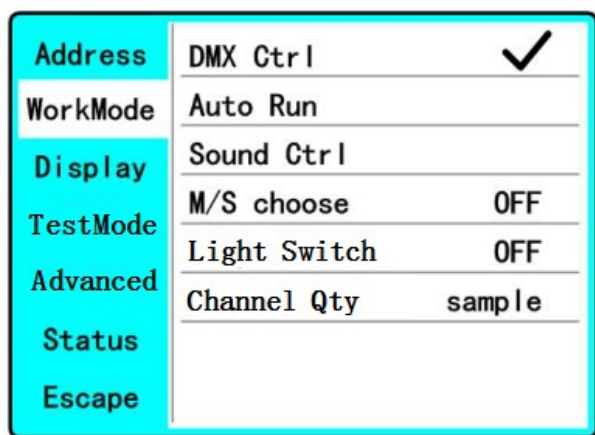 Address
WorkMode
Display
TestMode
Advanced
Status
Escape
DMX Ctrl
Auto Run
Sound Ctrl
M/S choose OFF
Light Switch OFF
Channel Qty sample